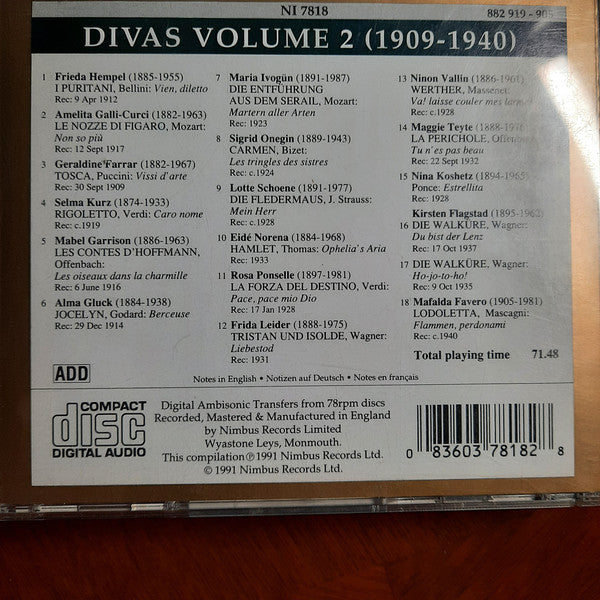 NI 7818
882 919 - 905
DIVAS VOLUME 2 (1909-1940)
1 Frieda Hempel (1885-1955)
I PURITANI, Bellini: Vien, diletto
Rec: 9 Apr 1912
2 Amelita Galli-Curci (1882-1963)
LE NOZZE DI FIGARO, Mozart:
Non so più
Rec: 12 Sept 1917
3 Geraldine Farrar (1882-1967)
TOSCA, Puccini: Vissi d'arte
Rec: 30 Sept 1909
4 Selma Kurz (1874-1933)
RIGOLETTO, Verdi: Caro nome
Rec: c.1919
5 Mabel Garrison (1886-1963)
LES CONTES D'HOFFMANN,
Offenbach:
Les oiseaux dans la charmille
Rec: 6 June 1916
6 Alma Gluck (1884-1938)
JOCELYN, Godard: Berceuse
Rec: 29 Dec 1914
7 Maria Ivogün (1891-1987)
DIE ENTFÜHRUNG
AUS DEM SERAIL, Mozart:
Martern aller Arten
Rec: 1923
8 Sigrid Onegin (1889-1943)
CARMEN, Bizet:
Les tringles des sistres
Rec: c.1924
9 Lotte Schoene (1891-1977)
DIE FLEDERMAUS, J. Strauss:
Mein Herr
Rec: c.1928
10 Eidé Norena (1884-1968)
HAMLET, Thomas: Ophelia's Aria
Rec: 1933
11 Rosa Ponselle (1897-1981)
LA FORZA DEL DESTINO, Verdi:
Pace, pace mio Dio
Rec: 17 Jan 1928
12 Frida Leider (1888-1975)
TRISTAN UND ISOLDE, Wagner:
Liebestod
Rec: 1931
13 Ninon Vallin (1886-1961)
WERTHER, Massenet:
Va! laisse couler mes larmes
Rec: c.1928
14 Maggie Teyte (1888-1976)
LA PERICHOLE, Offenbach:
Tu n'es pas beau
Rec: 22 Sept 1932
15 Nina Koshetz (1894-1965)
Ponce: Estrellita
Rec: 1928
Kirsten Flagstad (1895-1962)
16 DIE WALKÜRE, Wagner:
Du bist der Lenz
Rec: 17 Oct 1937
17 DIE WALKÜRE, Wagner:
Ho-jo-to-ho!
Rec: 9 Oct 1935
18 Mafalda Favero (1905-1981)
LODOLETTA, Mascagni:
Flammen, perdonami
Rec: c.1940
Total playing time 71.48
Notes in English • Notizen auf Deutsch • Notes en français
ADD
COMPACT
disc
DIGITAL AUDIO
Digital Ambisonic Transfers from 78rpm discs
Recorded, Mastered & Manufactured in England
by Nimbus Records Limited
Wyastone Leys, Monmouth.
This compilation ℗ 1991 Nimbus Records Ltd.
© 1991 Nimbus Records Ltd.
0 83603 78182 8